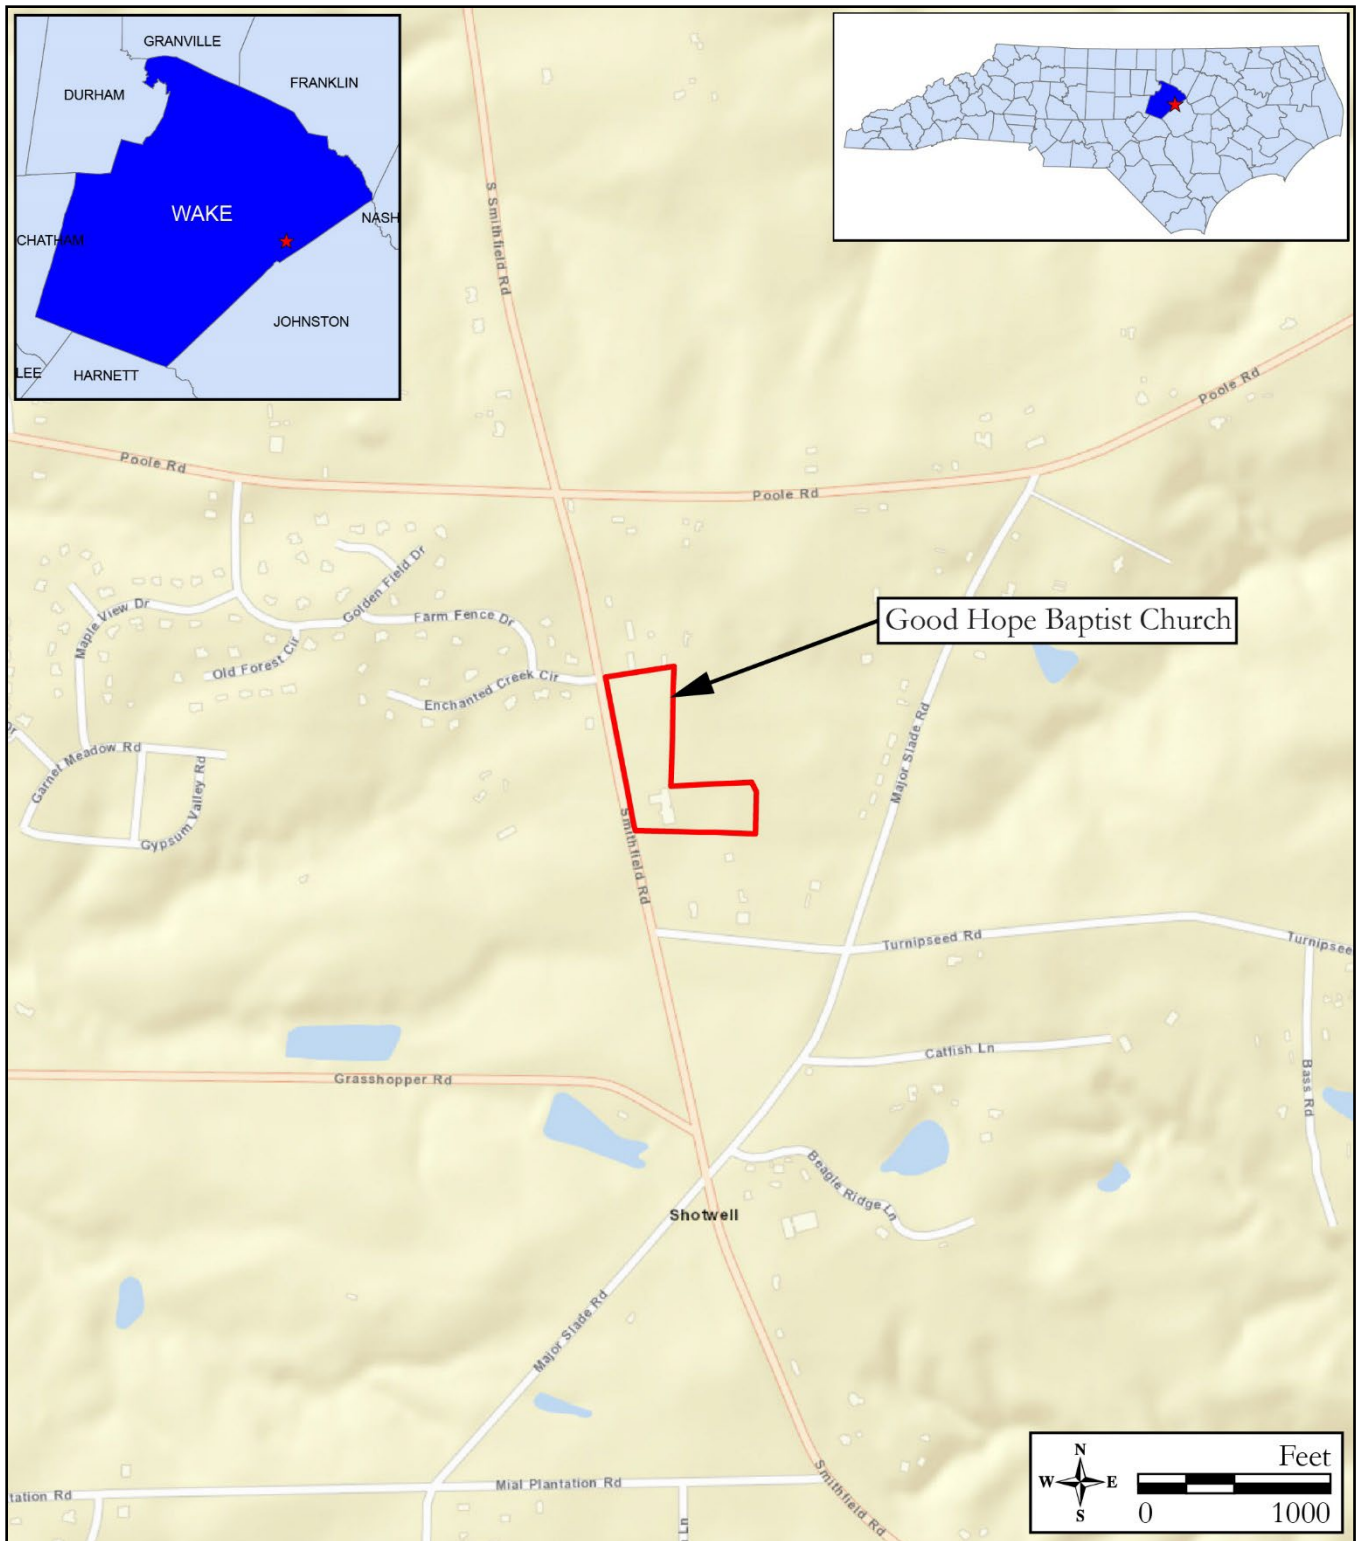 GRANVILLE
FRANKLIN
DURHAM
WAKE
NASH
CHATHAM
JOHNSTON
LEE
HARNETT
S Smithfield Rd
Poole Rd
Poole Rd
Poole Rd
Golden Field Dr
Maple View Dr
Farm Fence Dr
Good Hope Baptist Church
Old Forest Cir
Enchanted Creek Cir
Major Slade Rd
Garnet Meadow Rd
Gypsum Valley Rd
Smithfield Rd
Turnipseed Rd
Turnipsee
Catfish Ln
Grasshopper Rd
Bass Rd
Beagle Ridge Ln
Shotwell
Major Slade Rd
Mial Plantation Rd
tation Rd
Smithfield Rd
Ln
N
W E
S
Feet
0 1000